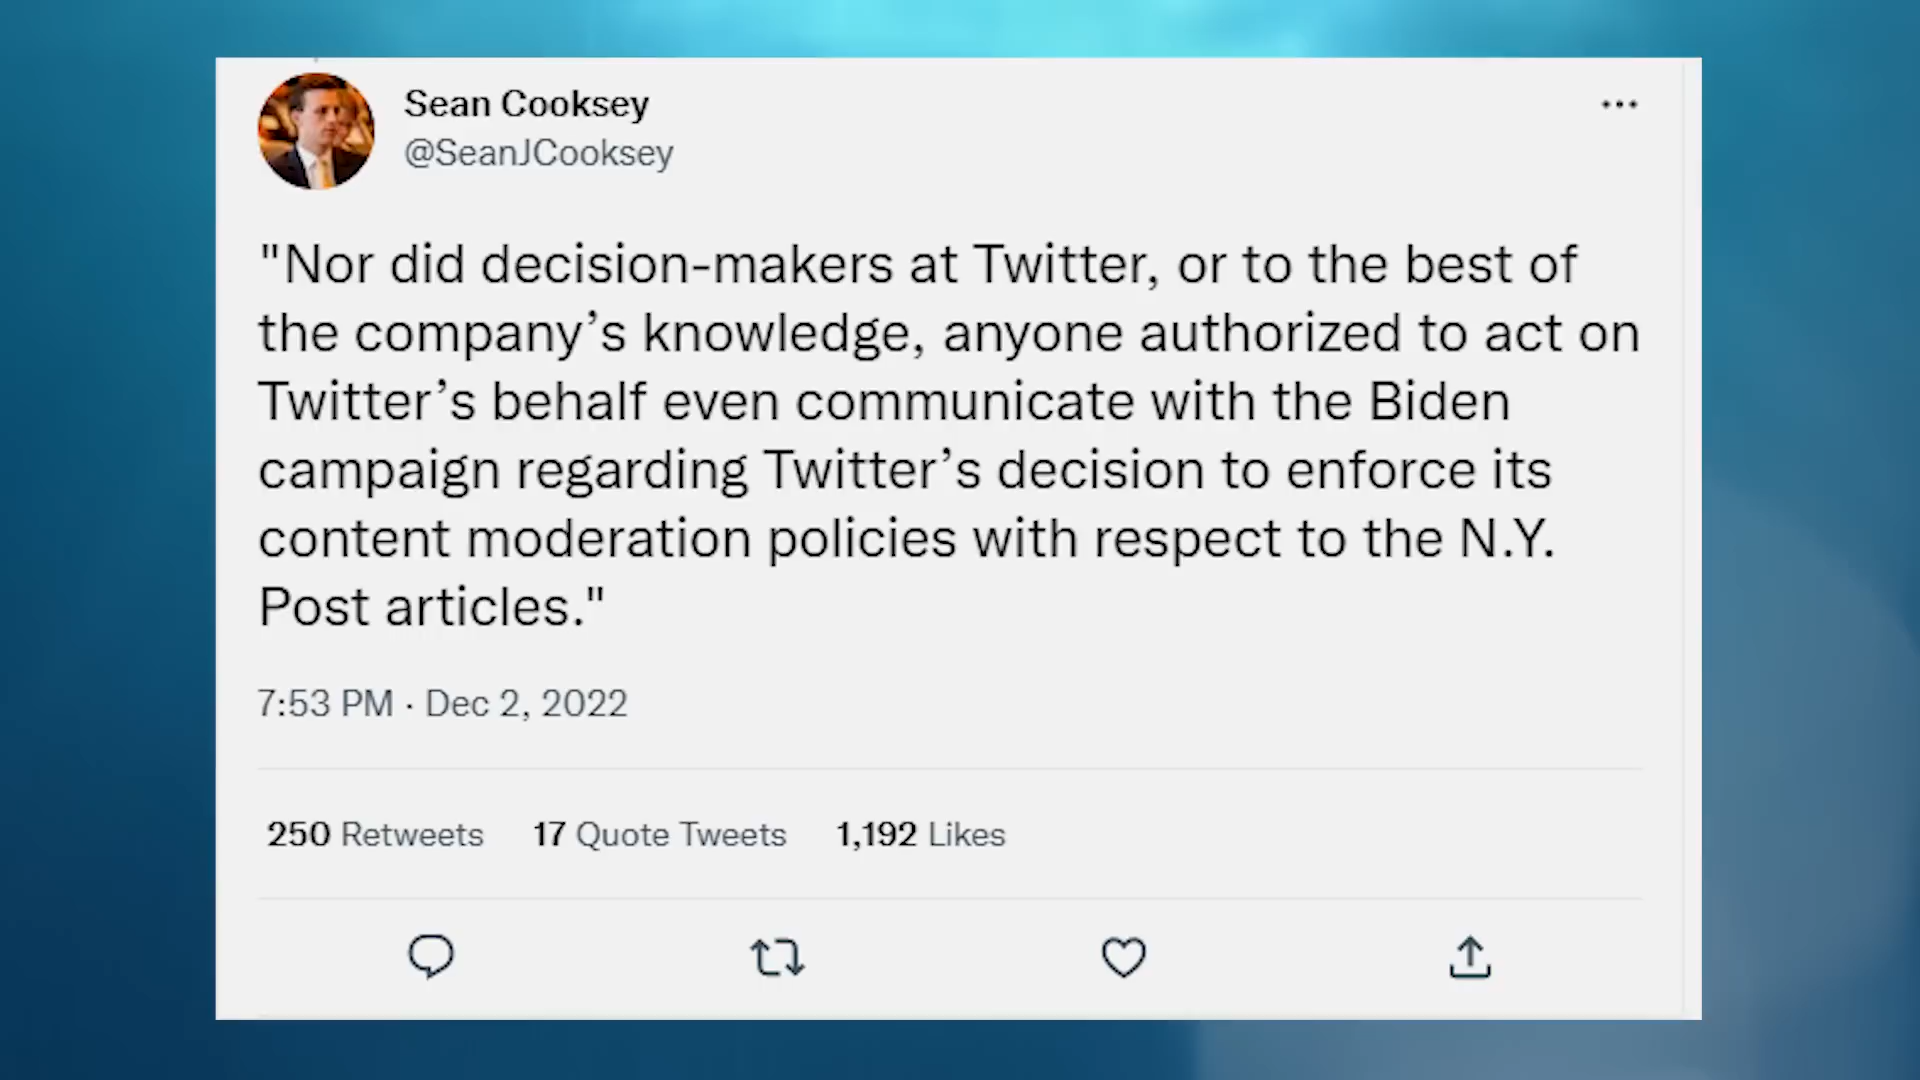 Sean Cooksey
@SeanJCooksey
"Nor did decision-makers at Twitter, or to the best of
the company’s knowledge, anyone authorized to act on
Twitter’s behalf even communicate with the Biden
campaign regarding Twitter’s decision to enforce its
content moderation policies with respect to the N.Y.
Post articles."
7:53 PM · Dec 2, 2022
250 Retweets 17 Quote Tweets 1,192 Likes